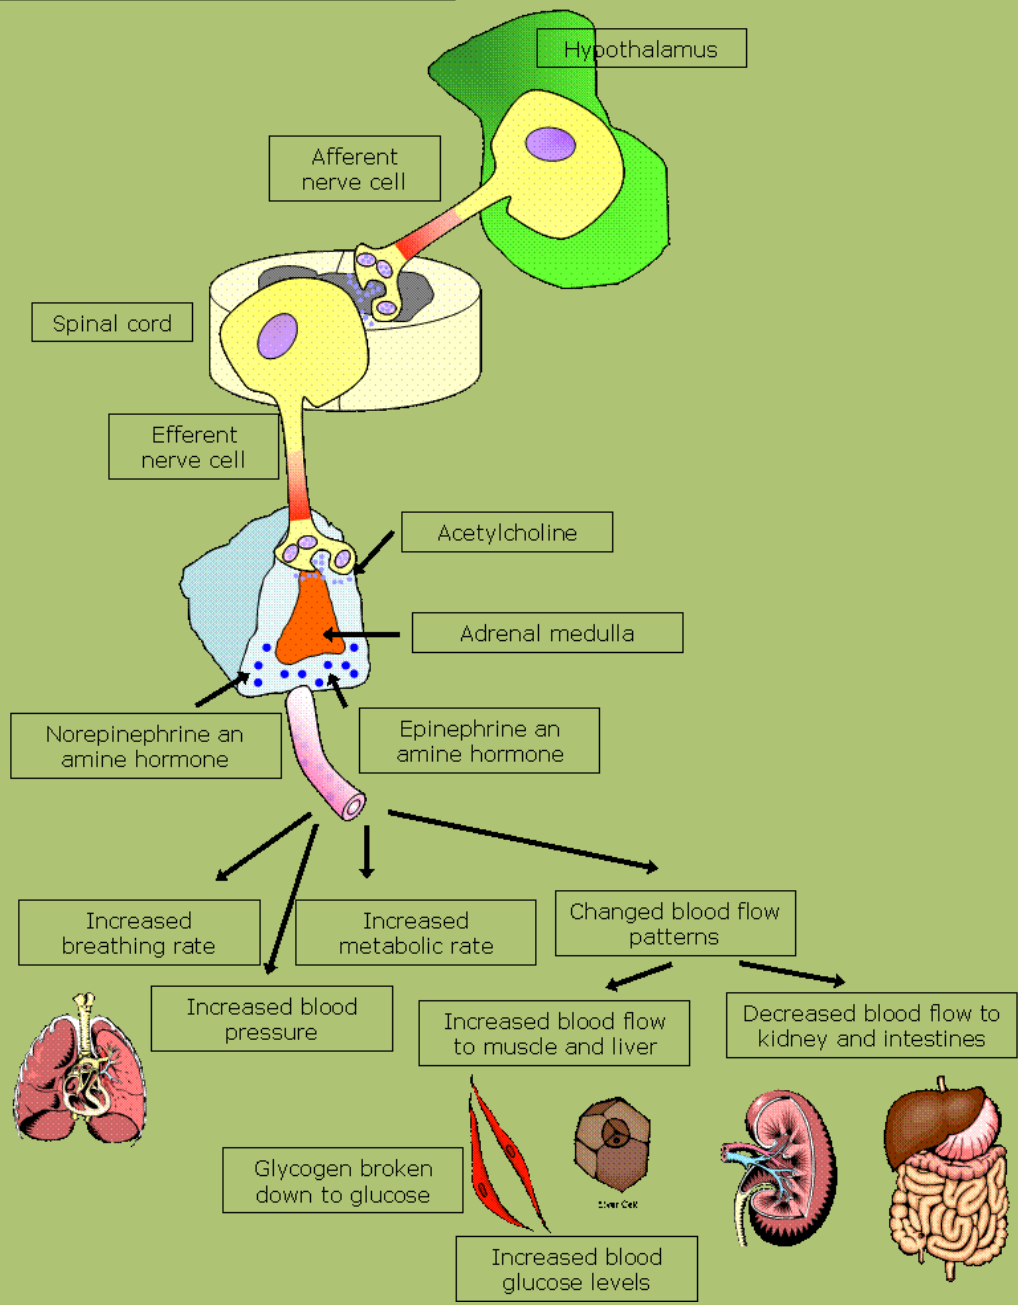 Hypothalamus
Afferent
nerve cell
Spinal cord
Efferent
nerve cell
Acetylcholine
Adrenal medulla
Norepinephrine an
amine hormone
Epinephrine an
amine hormone
Increased
breathing rate
Increased
metabolic rate
Changed blood flow
patterns
Increased blood
pressure
Increased blood flow
to muscle and liver
Decreased blood flow to
kidney and intestines
Glycogen broken
down to glucose
Liver Cell
Increased blood
glucose levels